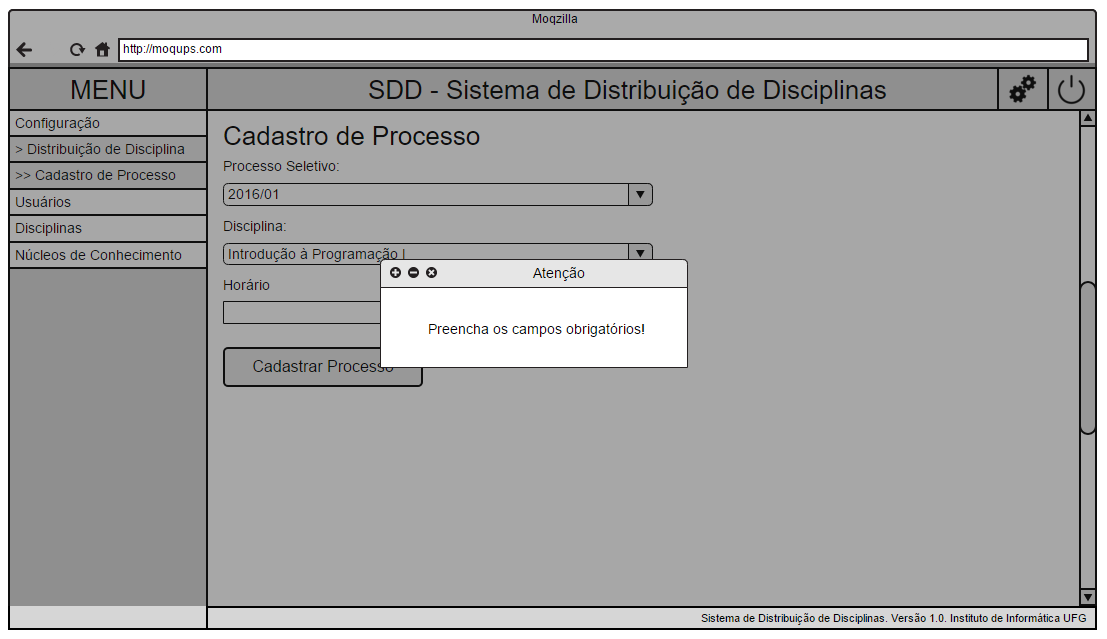 Moqzilla
http://moqups.com
MENU
SDD - Sistema de Distribuição de Disciplinas
Configuração
> Distribuição de Disciplina
>> Cadastro de Processo
Usuários
Disciplinas
Núcleos de Conhecimento
Cadastro de Processo
Processo Seletivo:
2016/01
Disciplina:
Introdução à Programação I
Horário
Atenção
Preencha os campos obrigatórios!
Cadastrar Processo
Sistema de Distribuição de Disciplinas. Versão 1.0. Instituto de Informática UFG